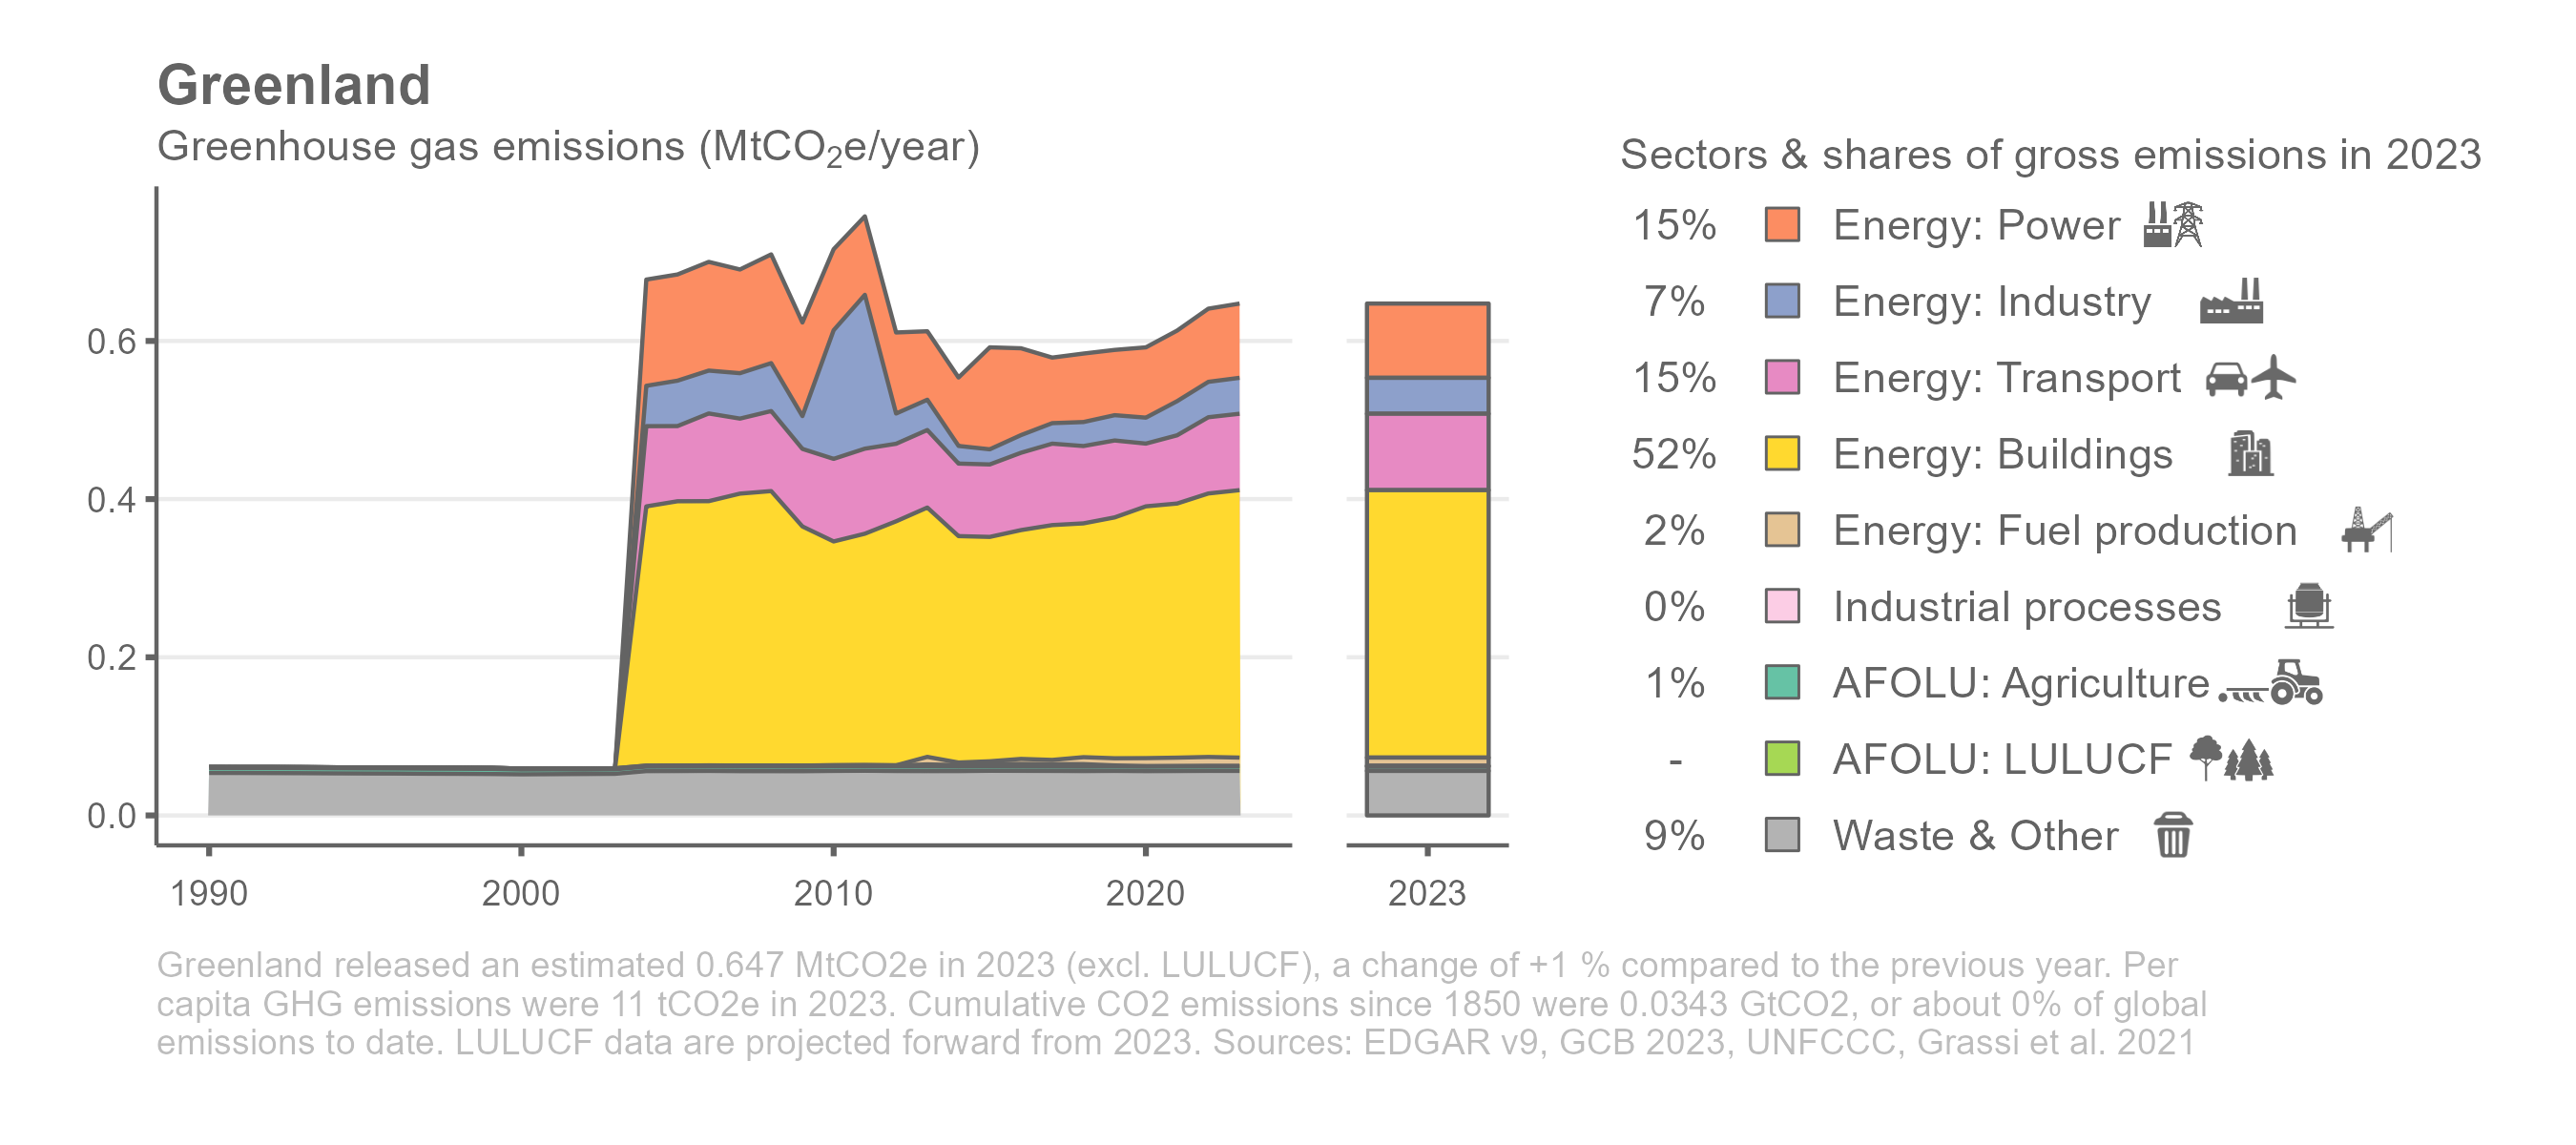 Greenland
Greenhouse gas emissions (MtCO₂e/year)
Sectors & shares of gross emissions in 2023
15% Energy: Power
7% Energy: Industry
15% Energy: Transport
52% Energy: Buildings
2% Energy: Fuel production
0% Industrial processes
1% AFOLU: Agriculture
- AFOLU: LULUCF
9% Waste & Other
0.6
0.4
0.2
0.0
1990 2000 2010 2020 2023
Greenland released an estimated 0.647 MtCO2e in 2023 (excl. LULUCF), a change of +1 % compared to the previous year. Per
capita GHG emissions were 11 tCO2e in 2023. Cumulative CO2 emissions since 1850 were 0.0343 GtCO2, or about 0% of global
emissions to date. LULUCF data are projected forward from 2023. Sources: EDGAR v9, GCB 2023, UNFCCC, Grassi et al. 2021